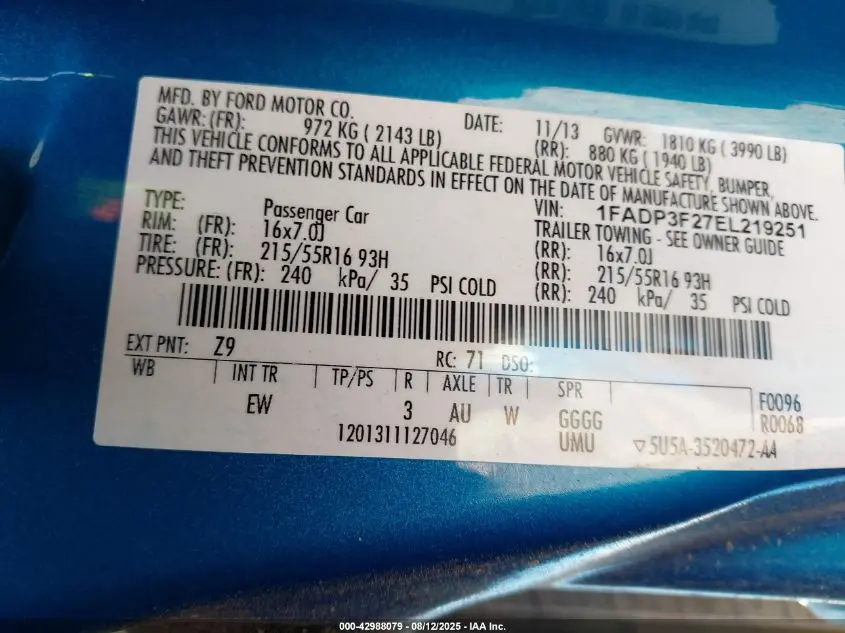 MFD. BY FORD MOTOR CO.
DATE: 11/13 GVWR: 1810 KG ( 3990 LB)
GAWR: (FR): 972 KG ( 2143 LB) (RR): 880 KG ( 1940 LB)
THIS VEHICLE CONFORMS TO ALL APPLICABLE FEDERAL MOTOR VEHICLE SAFETY, BUMPER,
AND THEFT PREVENTION STANDARDS IN EFFECT ON THE DATE OF MANUFACTURE SHOWN ABOVE.
VIN: 1FADP3F27EL219251
TYPE: Passenger Car TRAILER TOWING - SEE OWNER GUIDE
RIM: (FR): 16x7.0J (RR): 16x7.0J
TIRE: (FR): 215/55R16 93H (RR): 215/55R16 93H
PRESSURE: (FR): 240 kPa/ 35 PSI COLD (RR): 240 kPa/ 35 PSI COLD
EXT PNT: Z9 RC: 71 DSO:
WB INT TR TP/PS R AXLE TR SPR F0096
EW 3 AU W GGGG R0068
1201311127046 UMU ▽5U5A-3520472-AA
000-42988079 - 08/12/2025 - IAA Inc.